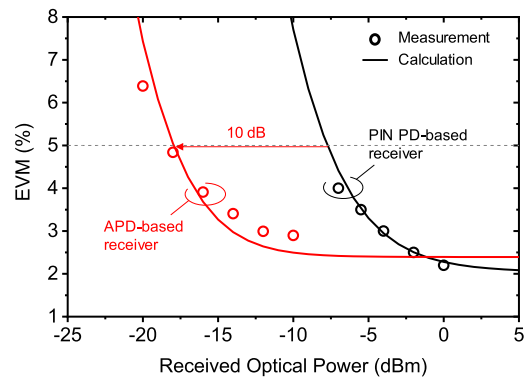 8
7
6
5
4
3
2
1
EVM (%)
Measurement
Calculation
10 dB
PIN PD-based
receiver
APD-based
receiver
-25 -20 -15 -10 -5 0 5
Received Optical Power (dBm)